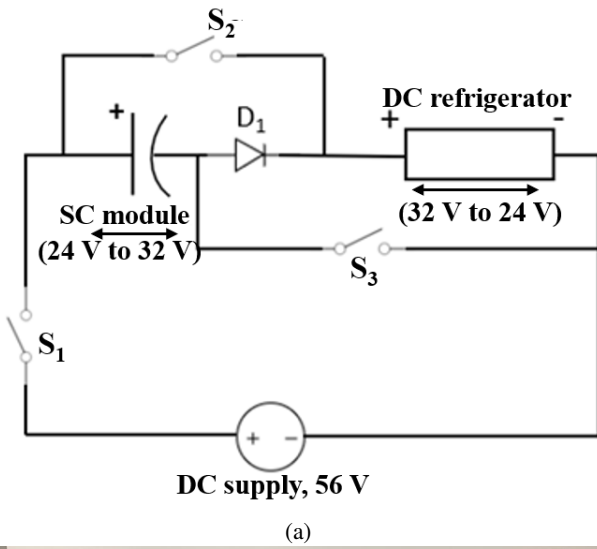 S2
+
D1
DC refrigerator
+ -
SC module
(24 V to 32 V)
(32 V to 24 V)
S3
S1
+ -
DC supply, 56 V
(a)